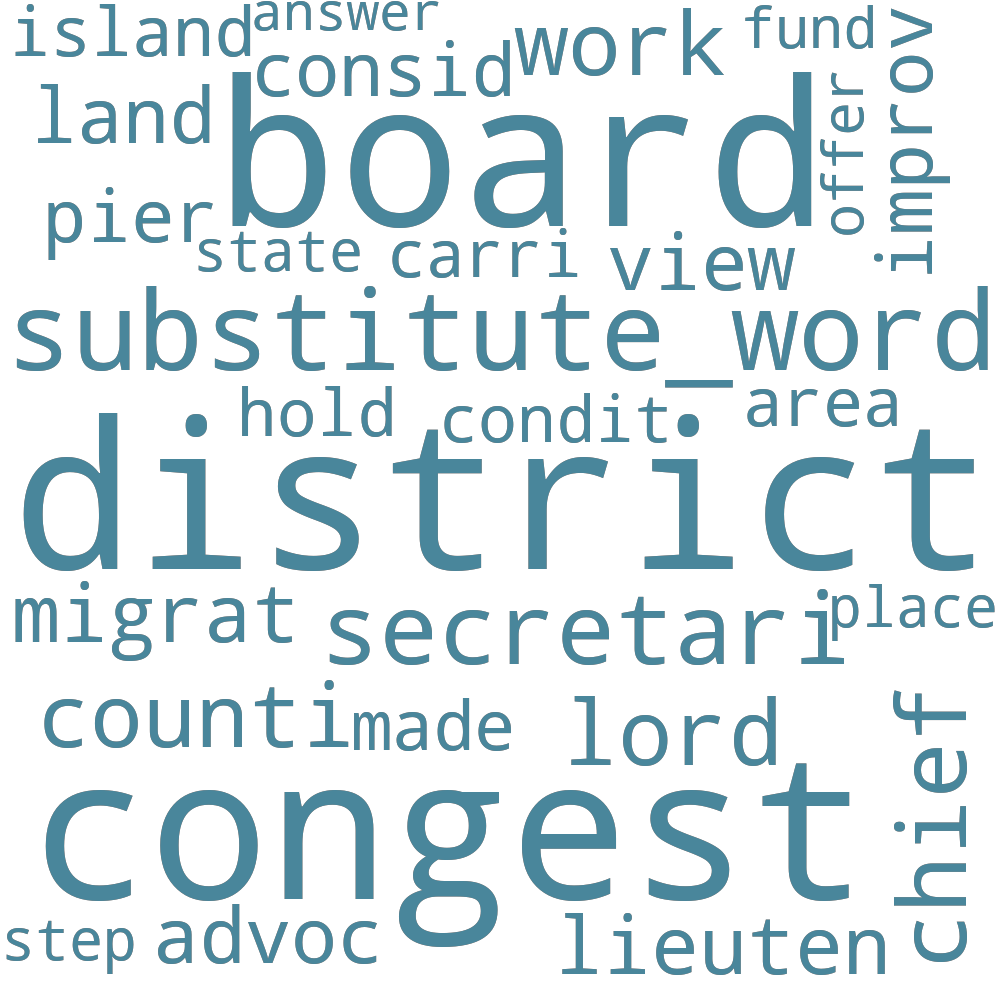 island
answer
work
fund
improv
consid
land
board
offer
pier
state
carri
view
substitute_word
hold
condit
area
district
migrat
secretari
place
counti
made
lord
chief
congest
step
advoc
lieuten